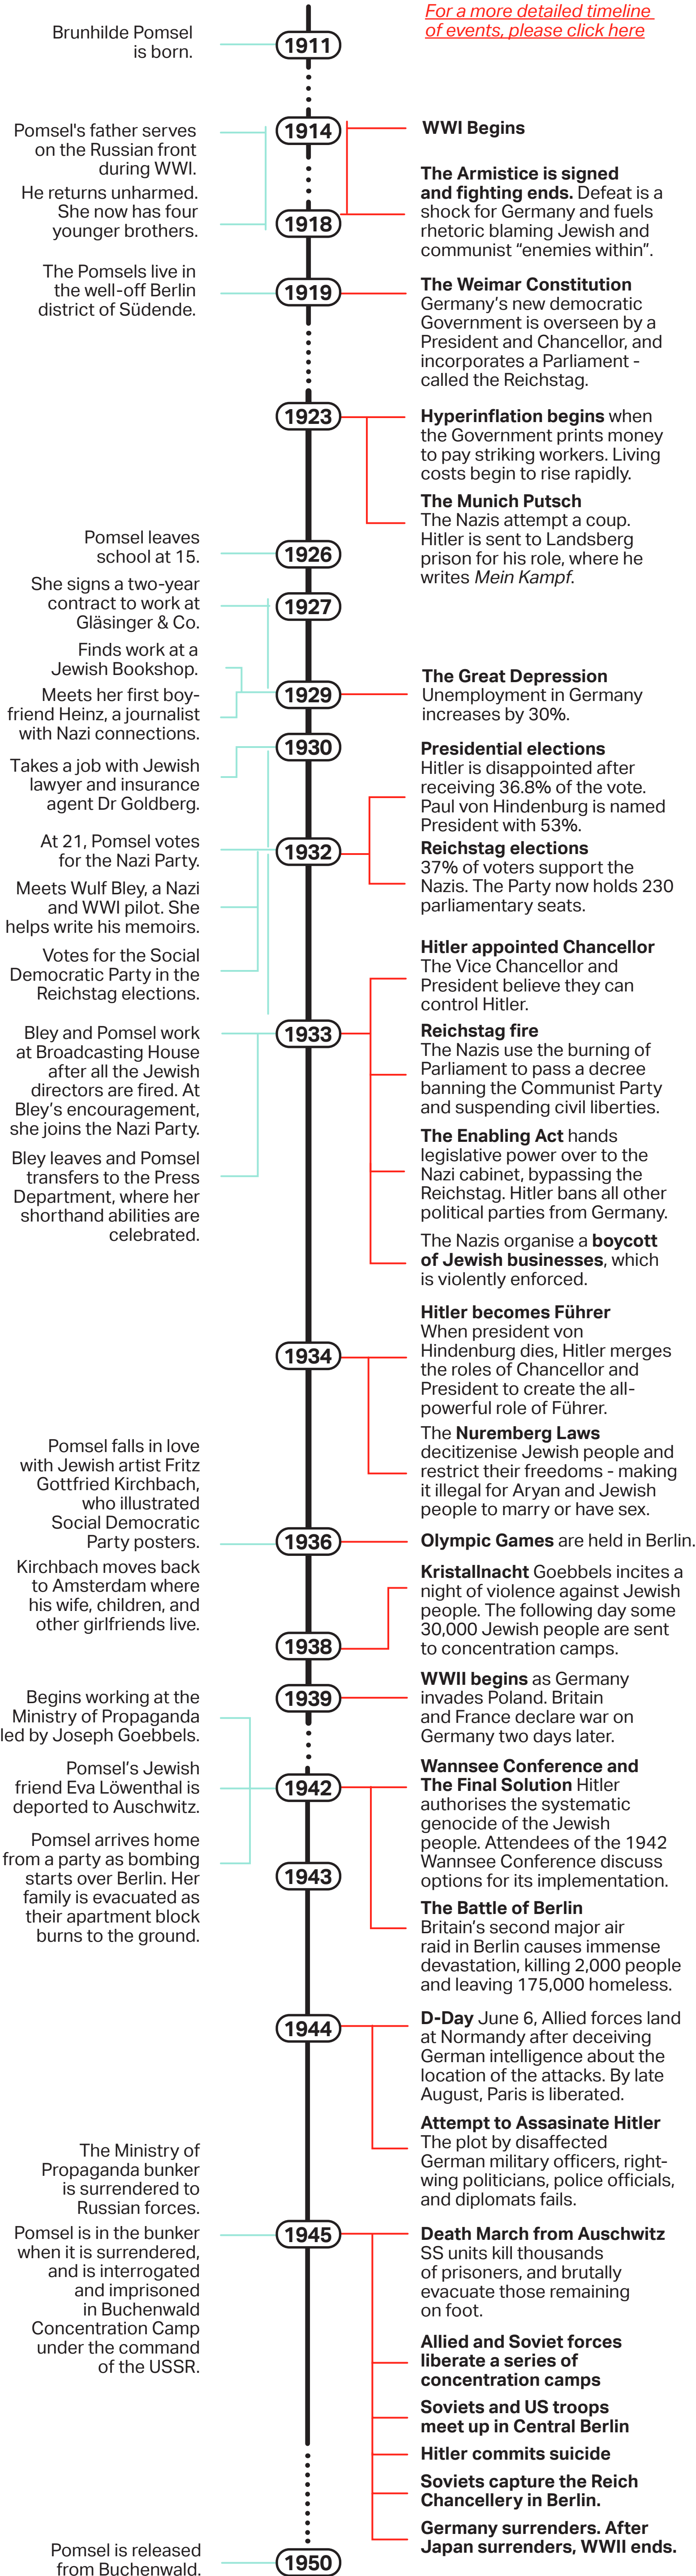 For a more detailed timeline
of events, please click here
Brunhilde Pomsel
is born.
1911
1914
Pomsel's father serves
on the Russian front
during WWI.
He returns unharmed.
She now has four
younger brothers.
WWI Begins
The Armistice is signed
and fighting ends. Defeat is a
shock for Germany and fuels
rhetoric blaming Jewish and
communist “enemies within”.
1918
The Pomsels live in
the well-off Berlin
district of Südende.
1919
The Weimar Constitution
Germany’s new democratic
Government is overseen by a
President and Chancellor, and
incorporates a Parliament -
called the Reichstag.
1923
Hyperinflation begins when
the Government prints money
to pay striking workers. Living
costs begin to rise rapidly.
The Munich Putsch
The Nazis attempt a coup.
Hitler is sent to Landsberg
prison for his role, where he
writes Mein Kampf.
Pomsel leaves
school at 15.
1926
She signs a two-year
contract to work at
Gläsinger & Co.
1927
Finds work at a
Jewish Bookshop.
Meets her first boy-
friend Heinz, a journalist
with Nazi connections.
1929
The Great Depression
Unemployment in Germany
increases by 30%.
1930
Takes a job with Jewish
lawyer and insurance
agent Dr Goldberg.
Presidential elections
Hitler is disappointed after
receiving 36.8% of the vote.
Paul von Hindenburg is named
President with 53%.
Reichstag elections
37% of voters support the
Nazis. The Party now holds 230
parliamentary seats.
At 21, Pomsel votes
for the Nazi Party.
1932
Meets Wulf Bley, a Nazi
and WWI pilot. She
helps write his memoirs.
Votes for the Social
Democratic Party in the
Reichstag elections.
Hitler appointed Chancellor
The Vice Chancellor and
President believe they can
control Hitler.
1933
Bley and Pomsel work
at Broadcasting House
after all the Jewish
directors are fired. At
Bley’s encouragement,
she joins the Nazi Party.
Bley leaves and Pomsel
transfers to the Press
Department, where her
shorthand abilities are
celebrated.
Reichstag fire
The Nazis use the burning of
Parliament to pass a decree
banning the Communist Party
and suspending civil liberties.
The Enabling Act hands
legislative power over to the
Nazi cabinet, bypassing the
Reichstag. Hitler bans all other
political parties from Germany.
The Nazis organise a boycott
of Jewish businesses, which
is violently enforced.
1934
Hitler becomes Führer
When president von
Hindenburg dies, Hitler merges
the roles of Chancellor and
President to create the all-
powerful role of Führer.
The Nuremberg Laws
decitizenise Jewish people and
restrict their freedoms - making
it illegal for Aryan and Jewish
people to marry or have sex.
Pomsel falls in love
with Jewish artist Fritz
Gottfried Kirchbach,
who illustrated
Social Democratic
Party posters.
Kirchbach moves back
to Amsterdam where
his wife, children, and
other girlfriends live.
1936
Olympic Games are held in Berlin.
Kristallnacht Goebbels incites a
night of violence against Jewish
people. The following day some
30,000 Jewish people are sent
to concentration camps.
1938
1939
WWII begins as Germany
invades Poland. Britain
and France declare war on
Germany two days later.
Begins working at the
Ministry of Propaganda
led by Joseph Goebbels.
Pomsel’s Jewish
friend Eva Löwenthal is
deported to Auschwitz.
1942
Wannsee Conference and
The Final Solution Hitler
authorises the systematic
genocide of the Jewish
people. Attendees of the 1942
Wannsee Conference discuss
options for its implementation.
Pomsel arrives home
from a party as bombing
starts over Berlin. Her
family is evacuated as
their apartment block
burns to the ground.
1943
The Battle of Berlin
Britain’s second major air
raid in Berlin causes immense
devastation, killing 2,000 people
and leaving 175,000 homeless.
1944
D-Day June 6, Allied forces land
at Normandy after deceiving
German intelligence about the
location of the attacks. By late
August, Paris is liberated.
Attempt to Assasinate Hitler
The plot by disaffected
German military officers, right-
wing politicians, police officials,
and diplomats fails.
The Ministry of
Propaganda bunker
is surrendered to
Russian forces.
Pomsel is in the bunker
when it is surrendered,
and is interrogated
and imprisoned
in Buchenwald
Concentration Camp
under the command
of the USSR.
1945
Death March from Auschwitz
SS units kill thousands
of prisoners, and brutally
evacuate those remaining
on foot.
Allied and Soviet forces
liberate a series of
concentration camps
Soviets and US troops
meet up in Central Berlin
Hitler commits suicide
Soviets capture the Reich
Chancellery in Berlin.
Germany surrenders. After
Japan surrenders, WWII ends.
Pomsel is released
from Buchenwald.
1950